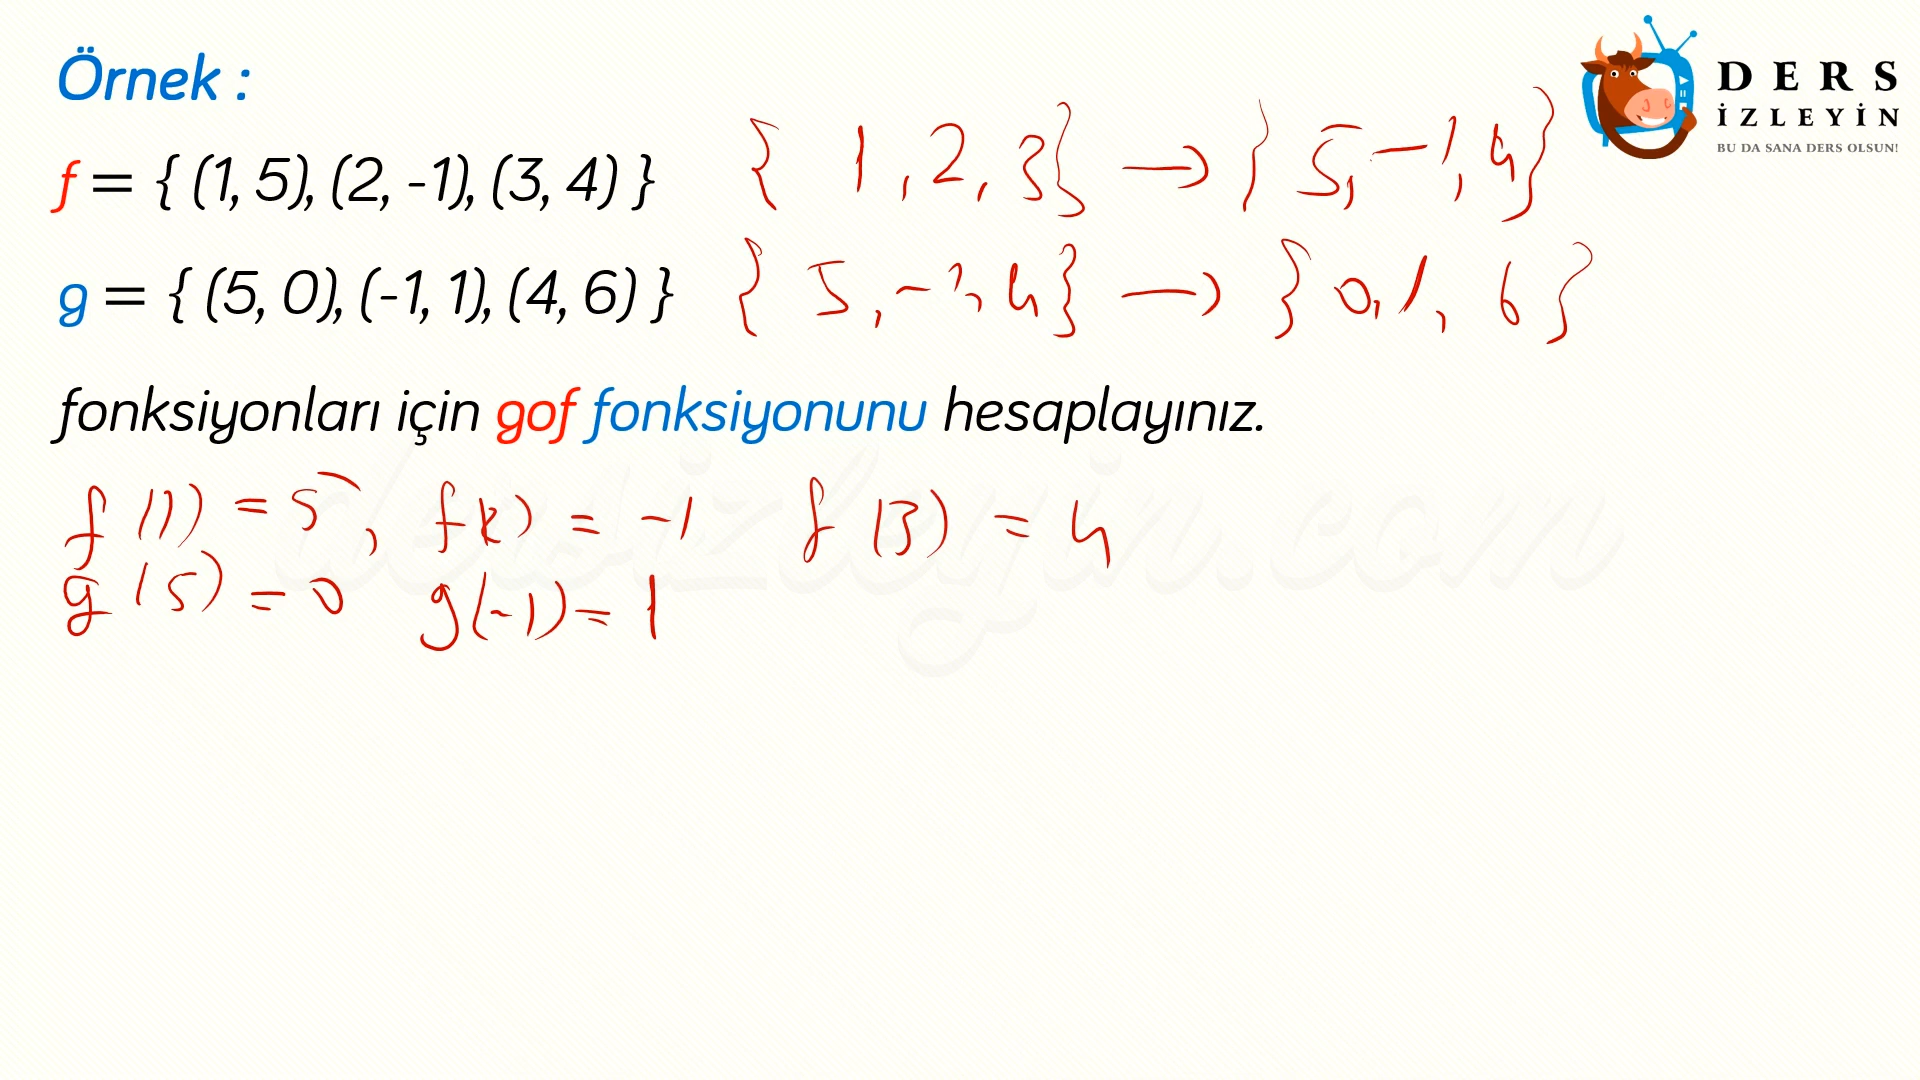 Örnek :
f = { (1, 5), (2, -1), (3, 4) }
{ 1, 2, 3} → { 5, -1, 4}
g = { (5, 0), (-1, 1), (4, 6) }
{ 5, -1, 4} → { 0, 1, 6 }
fonksiyonları için gof fonksiyonunu hesaplayınız.
f(1) = 5, f(2) = -1 f(3) = 4
g(5) = 0 g(-1) = 1
DERS
İZLEYİN
BU DA SANA DERS OLSUN!
dersizleyin.com